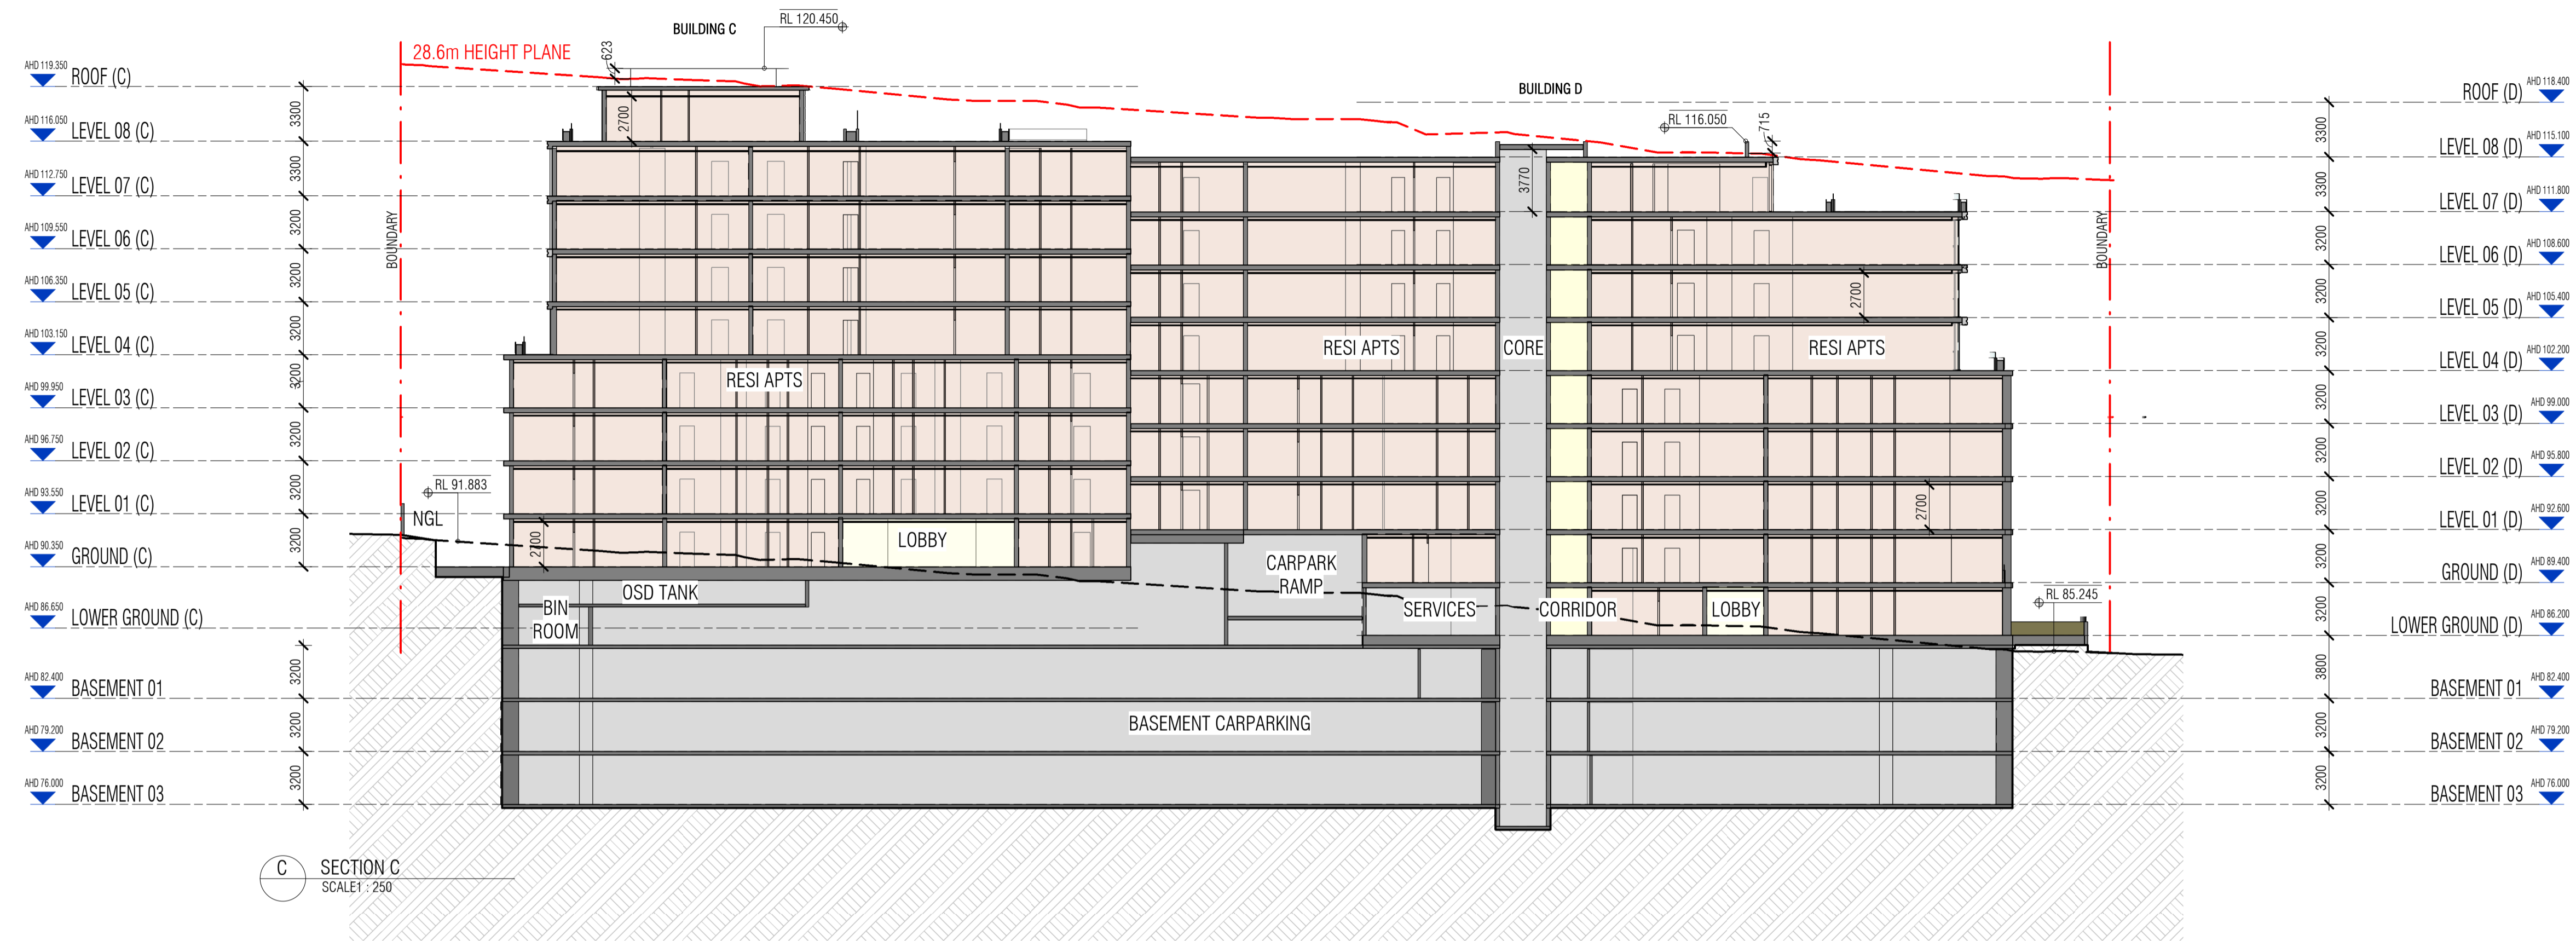 RL 120.450
BUILDING C
28.6m HEIGHT PLANE
623
AHD 119.350
ROOF (C)
3300
2700
AHD 116.050
LEVEL 08 (C)
3300
AHD 112.750
LEVEL 07 (C)
3200
AHD 109.550
LEVEL 06 (C)
3200
AHD 106.350
LEVEL 05 (C)
3200
AHD 103.150
LEVEL 04 (C)
3200
AHD 99.950
LEVEL 03 (C)
3200
AHD 96.750
LEVEL 02 (C)
3200
AHD 93.550
LEVEL 01 (C)
3200
AHD 90.350
GROUND (C)
AHD 86.650
LOWER GROUND (C)
3200
AHD 82.400
BASEMENT 01
3200
AHD 79.200
BASEMENT 02
3200
AHD 76.000
BASEMENT 03
BOUNDARY
RL 91.883
NGL
RESI APTS
2700
LOBBY
OSD TANK
BIN
ROOM
CARPARK
RAMP
SERVICES
CORRIDOR
LOBBY
BASEMENT CARPARKING
BUILDING D
RL 116.050
715
3770
RESI APTS
CORE
RESI APTS
2700
2700
RL 85.245
BOUNDARY
AHD 118.400
ROOF (D)
3300
AHD 115.100
LEVEL 08 (D)
3300
AHD 111.800
LEVEL 07 (D)
3200
AHD 108.600
LEVEL 06 (D)
3200
AHD 105.400
LEVEL 05 (D)
3200
AHD 102.200
LEVEL 04 (D)
3200
AHD 99.000
LEVEL 03 (D)
3200
AHD 95.800
LEVEL 02 (D)
3200
AHD 92.600
LEVEL 01 (D)
3200
AHD 89.400
GROUND (D)
3200
AHD 86.200
LOWER GROUND (D)
3800
AHD 82.400
BASEMENT 01
3200
AHD 79.200
BASEMENT 02
3200
AHD 76.000
BASEMENT 03
C
SECTION C
SCALE1 : 250